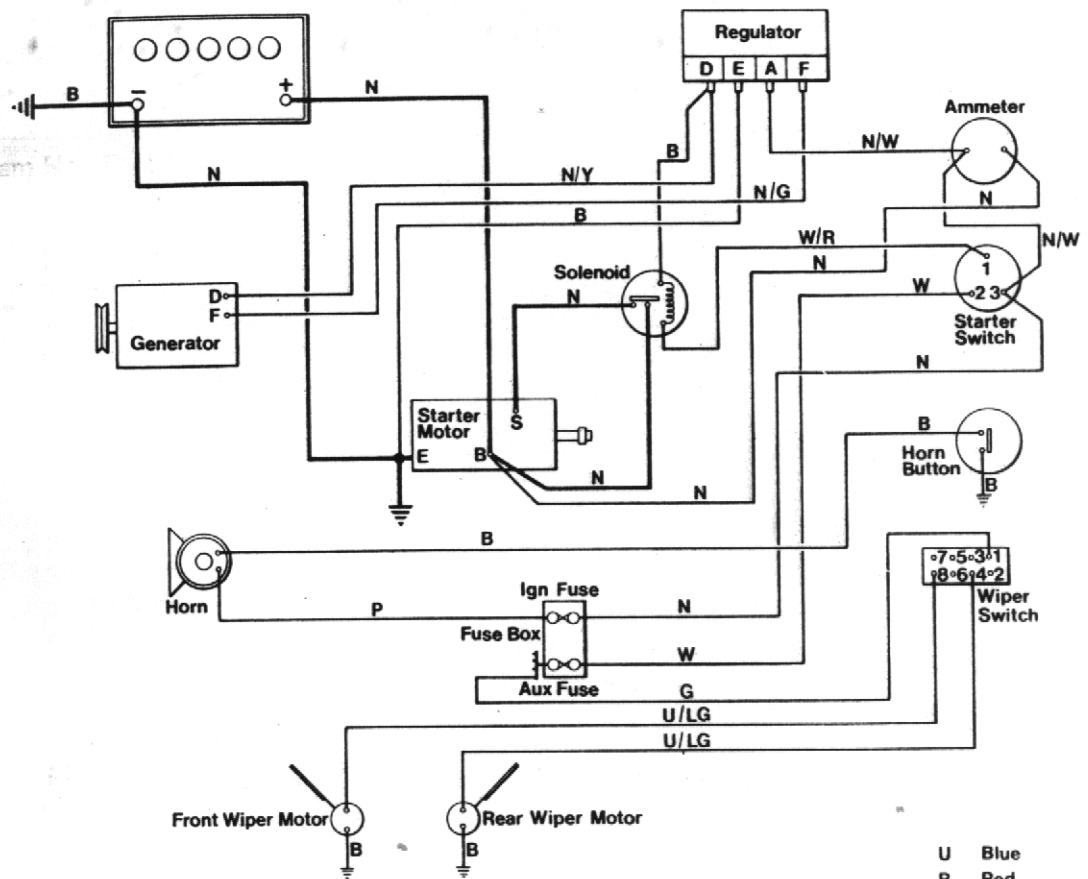 Regulator
D E A F
− +
B
N
Ammeter
B
N/W
N
N/Y
N/G
N
B
W/R
N/W
N
Solenoid
N
W
1
2 3
Starter
Switch
D
F
Generator
N
Starter
Motor
S
E
B
N
N
B
Horn
Button
B
B
7 5 3 1
8 6 4 2
Wiper
Switch
Horn
Ign Fuse
P
N
Fuse Box
W
Aux Fuse
G
U/LG
U/LG
Front Wiper Motor
Rear Wiper Motor
B
B
U Blue
R Red